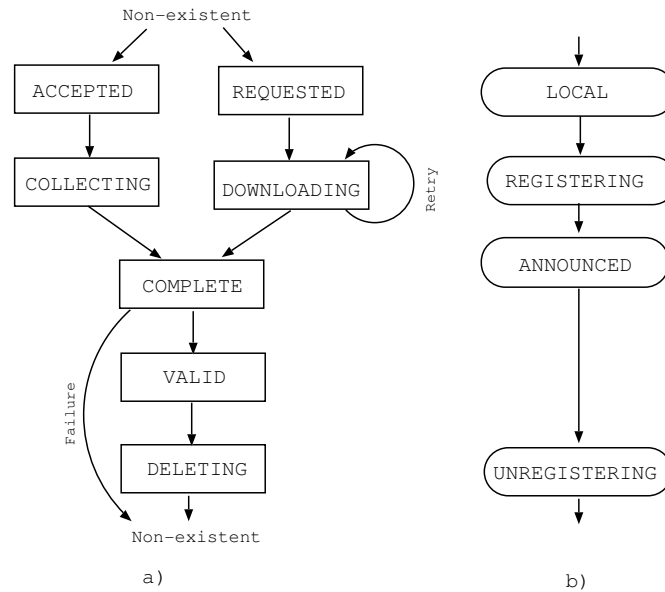 Non-existent
ACCEPTED
REQUESTED
COLLECTING
DOWNLOADING
Retry
COMPLETE
VALID
Failure
DELETING
Non-existent
a)
LOCAL
REGISTERING
ANNOUNCED
UNREGISTERING
b)